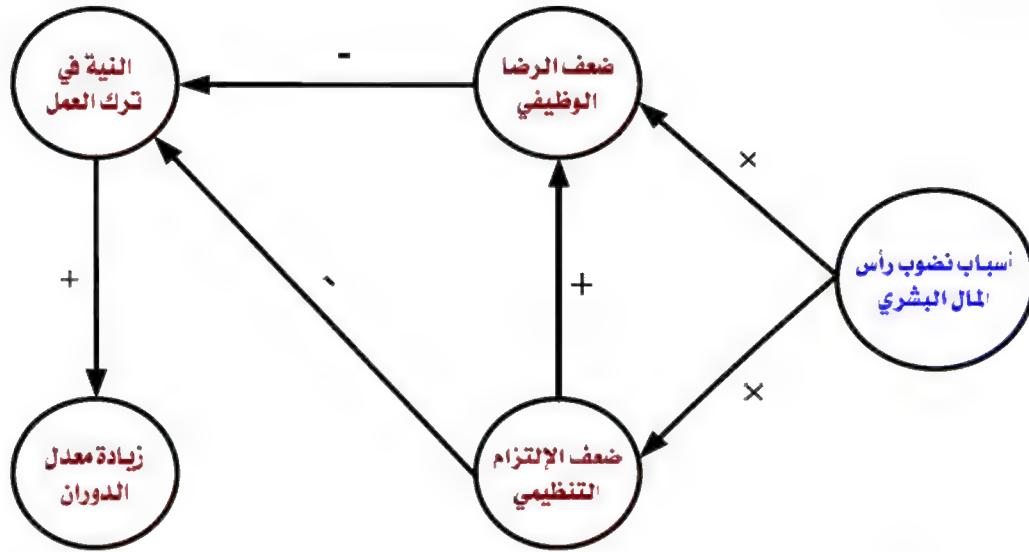 أسباب نضوب رأس
المال البشري
×
×
ضعف الرضا
الوظيفي
+
ضعف الإلتزام
التنظيمي
-
-
النية في
ترك العمل
+
زيادة معدل
الدوران